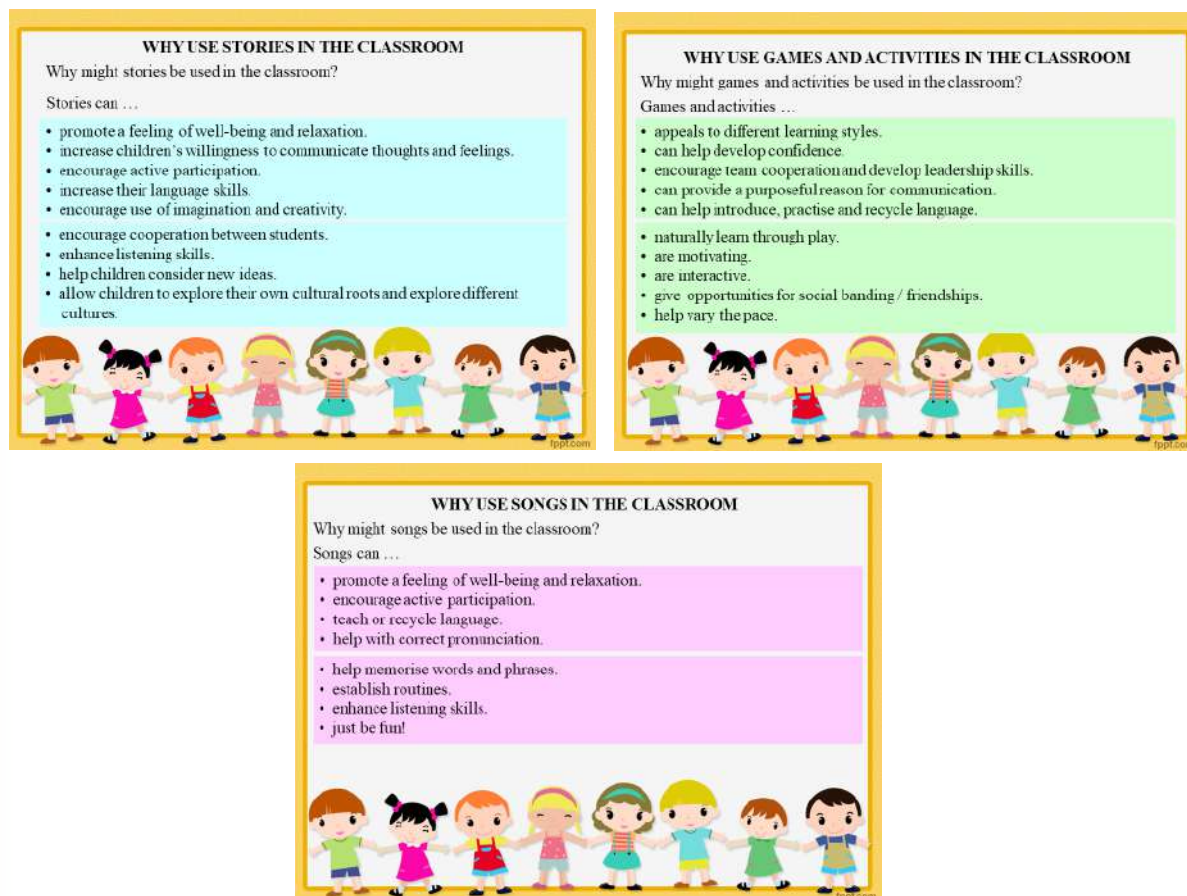 WHY USE STORIES IN THE CLASSROOM
Why might stories be used in the classroom?
Stories can …
• promote a feeling of well-being and relaxation.
• increase children's willingness to communicate thoughts and feelings.
• encourage active participation.
• increase their language skills.
• encourage use of imagination and creativity.
• encourage cooperation between students.
• enhance listening skills.
• help children consider new ideas.
• allow children to explore their own cultural roots and explore different
cultures.
fppt.com
WHY USE GAMES AND ACTIVITIES IN THE CLASSROOM
Why might games and activities be used in the classroom?
Games and activities …
• appeals to different learning styles.
• can help develop confidence.
• encourage team cooperation and develop leadership skills.
• can provide a purposeful reason for communication.
• can help introduce, practise and recycle language.
• naturally learn through play.
• are motivating.
• are interactive.
• give opportunities for social banding / friendships.
• help vary the pace.
fppt.com
WHY USE SONGS IN THE CLASSROOM
Why might songs be used in the classroom?
Songs can …
• promote a feeling of well-being and relaxation.
• encourage active participation.
• teach or recycle language.
• help with correct pronunciation.
• help memorise words and phrases.
• establish routines.
• enhance listening skills.
• just be fun!
fppt.com